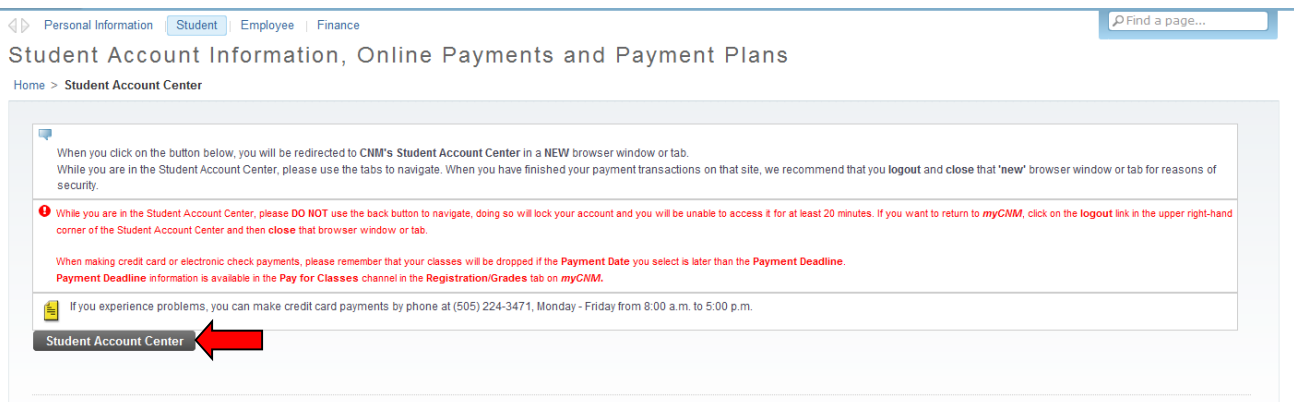 Personal Information | Student | Employee | Finance
Find a page...
Student Account Information, Online Payments and Payment Plans
Home > Student Account Center
When you click on the button below, you will be redirected to CNM's Student Account Center in a NEW browser window or tab.
While you are in the Student Account Center, please use the tabs to navigate. When you have finished your payment transactions on that site, we recommend that you logout and close that 'new' browser window or tab for reasons of
security.
While you are in the Student Account Center, please DO NOT use the back button to navigate, doing so will lock your account and you will be unable to access it for at least 20 minutes. If you want to return to myCNM, click on the logout link in the upper right-hand
corner of the Student Account Center and then close that browser window or tab.
When making credit card or electronic check payments, please remember that your classes will be dropped if the Payment Date you select is later than the Payment Deadline.
Payment Deadline information is available in the Pay for Classes channel in the Registration/Grades tab on myCNM.
If you experience problems, you can make credit card payments by phone at (505) 224-3471, Monday - Friday from 8:00 a.m. to 5:00 p.m.
Student Account Center